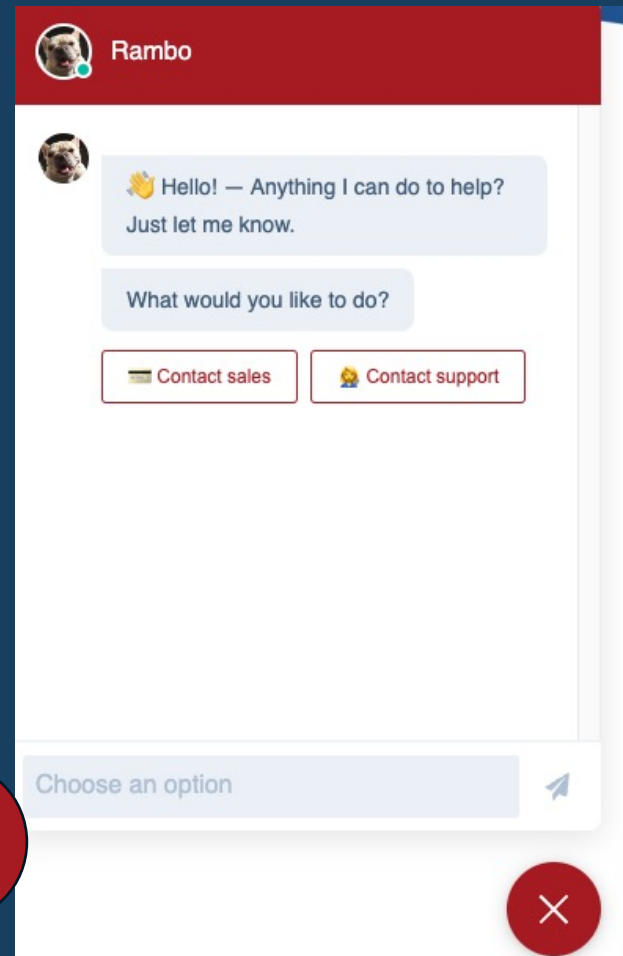 Rambo
👋 Hello! — Anything I can do to help?
Just let me know.
What would you like to do?
💳 Contact sales
🙋 Contact support
Choose an option